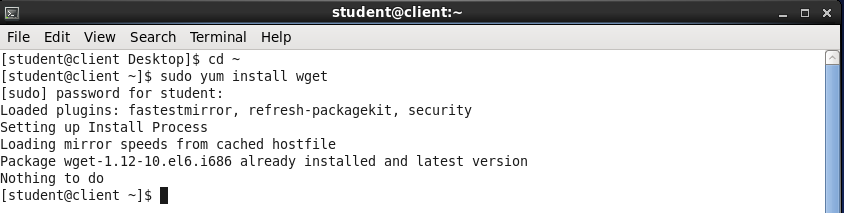 student@client:~
File Edit View Search Terminal Help
[student@client Desktop]$ cd ~
[student@client ~]$ sudo yum install wget
[sudo] password for student:
Loaded plugins: fastestmirror, refresh-packagekit, security
Setting up Install Process
Loading mirror speeds from cached hostfile
Package wget-1.12-10.el6.i686 already installed and latest version
Nothing to do
[student@client ~]$